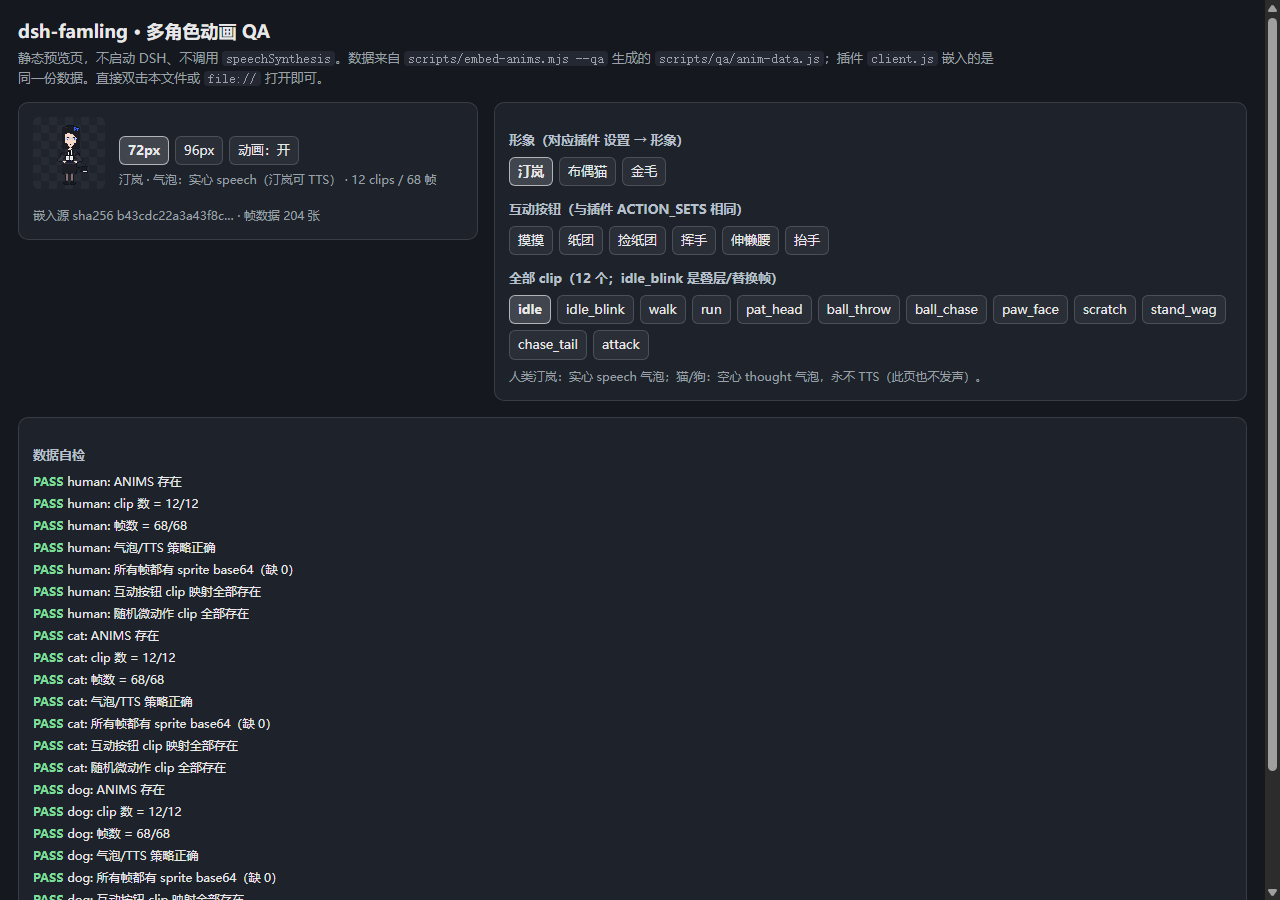 dsh-famling • 多角色动画 QA
静态预览页，不启动 DSH、不调用 speechSynthesis。数据来自 scripts/embed-anims.mjs --qa 生成的 scripts/qa/anim-data.js；插件 client.js 嵌入的是
同一份数据。直接双击本文件或 file:// 打开即可。
72px 96px 动画：开
汀岚 · 气泡：实心 speech（汀岚可 TTS） · 12 clips / 68 帧
嵌入源 sha256 b43cdc22a3a43f8c… · 帧数据 204 张
形象（对应插件 设置 → 形象）
汀岚 布偶猫 金毛
互动按钮（与插件 ACTION_SETS 相同）
摸摸 纸团 捡纸团 挥手 伸懒腰 抬手
全部 clip（12 个；idle_blink 是叠层/替换帧）
idle idle_blink walk run pat_head ball_throw ball_chase paw_face scratch stand_wag
chase_tail attack
人类汀岚：实心 speech 气泡；猫/狗：空心 thought 气泡，永不 TTS（此页也不发声）。
数据自检
PASS human: ANIMS 存在
PASS human: clip 数 = 12/12
PASS human: 帧数 = 68/68
PASS human: 气泡/TTS 策略正确
PASS human: 所有帧都有 sprite base64（缺 0）
PASS human: 互动按钮 clip 映射全部存在
PASS human: 随机微动作 clip 全部存在
PASS cat: ANIMS 存在
PASS cat: clip 数 = 12/12
PASS cat: 帧数 = 68/68
PASS cat: 气泡/TTS 策略正确
PASS cat: 所有帧都有 sprite base64（缺 0）
PASS cat: 互动按钮 clip 映射全部存在
PASS cat: 随机微动作 clip 全部存在
PASS dog: ANIMS 存在
PASS dog: clip 数 = 12/12
PASS dog: 帧数 = 68/68
PASS dog: 气泡/TTS 策略正确
PASS dog: 所有帧都有 sprite base64（缺 0）
PASS dog: 互动按钮 clip 映射全部存在